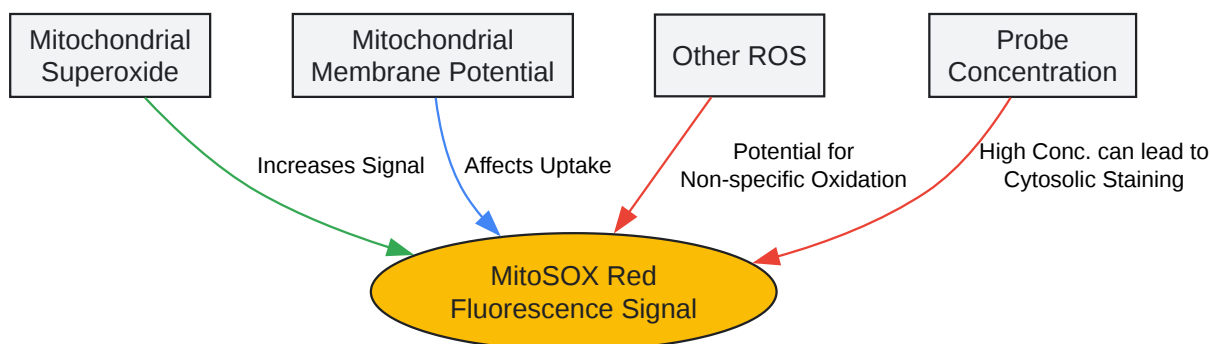 Mitochondrial
Superoxide
Mitochondrial
Membrane Potential
Other ROS
Probe
Concentration
Increases Signal
Affects Uptake
Potential for
Non-specific Oxidation
High Conc. can lead to
Cytosolic Staining
MitoSOX Red
Fluorescence Signal